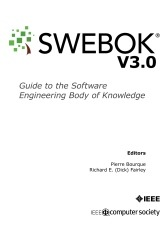 SWEBOK®
V3.0
Guide to the Software
Engineering Body of Knowledge
Editors
Pierre Bourque
Richard E. (Dick) Fairley
IEEE
IEEE computer society